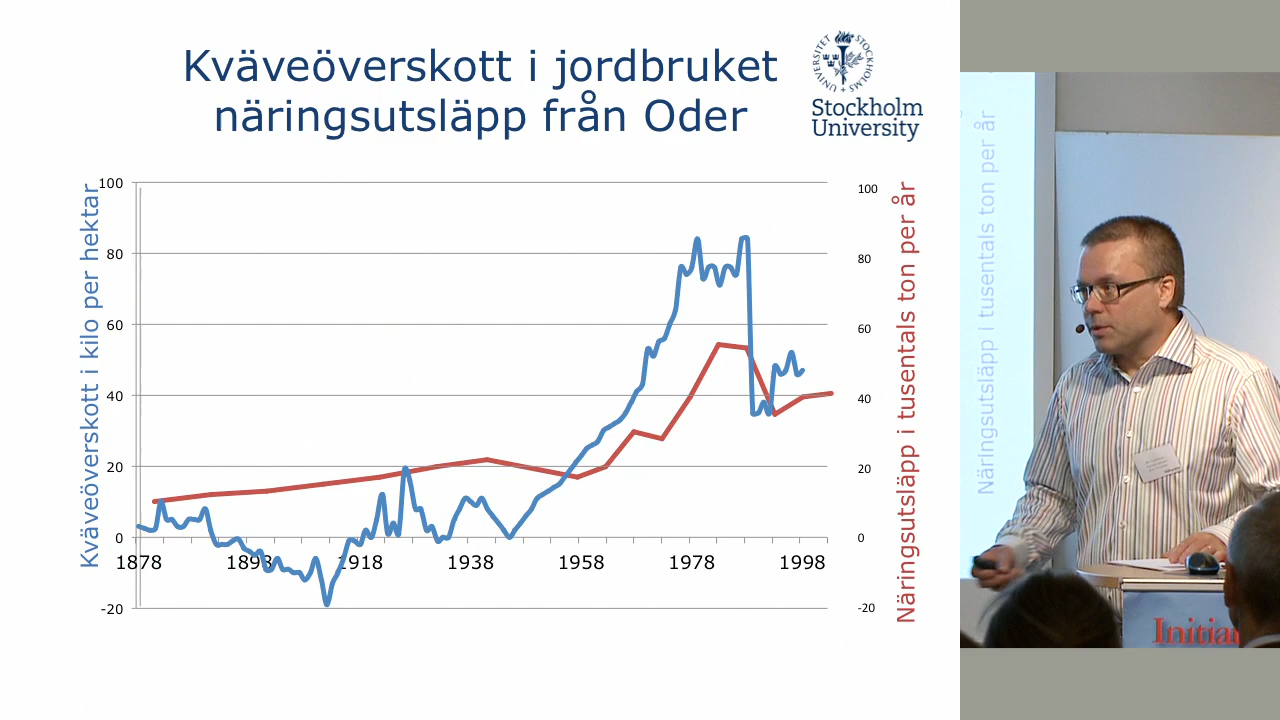 Kväveöverskott i jordbruket
näringsutsläpp från Oder
STOCKHOLMS UNIVERSITET
Stockholm
University
Kväveöverskott i kilo per hektar
100
80
60
40
20
0
-20
1878
1898
1918
1938
1958
1978
1998
100
80
60
40
20
0
-20
Näringsutsläpp i tusentals ton per år
Näringsutsläpp i tusentals ton per år
Initia